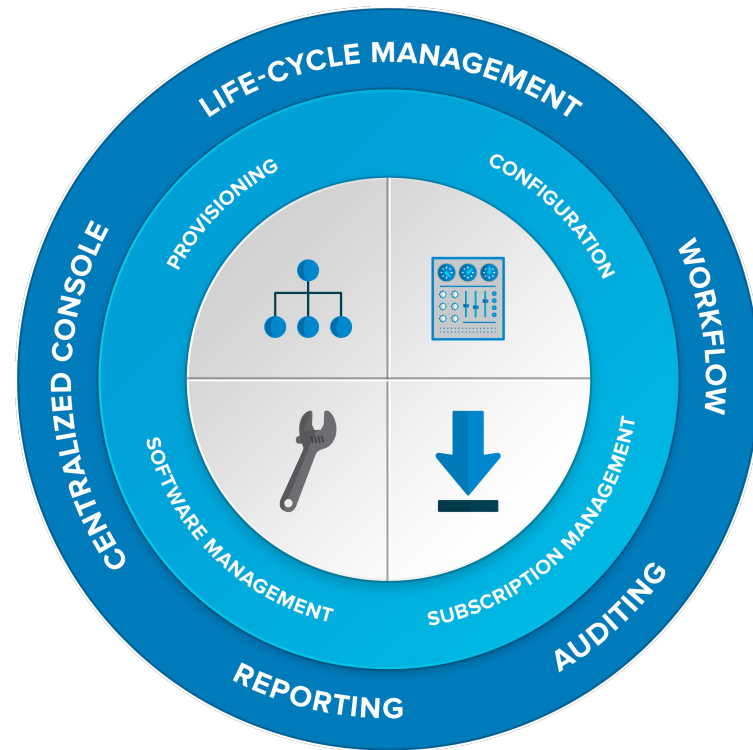 LIFE-CYCLE MANAGEMENT
WORKFLOW
AUDITING
REPORTING
CENTRALIZED CONSOLE
PROVISIONING
CONFIGURATION
SUBSCRIPTION MANAGEMENT
SOFTWARE MANAGEMENT